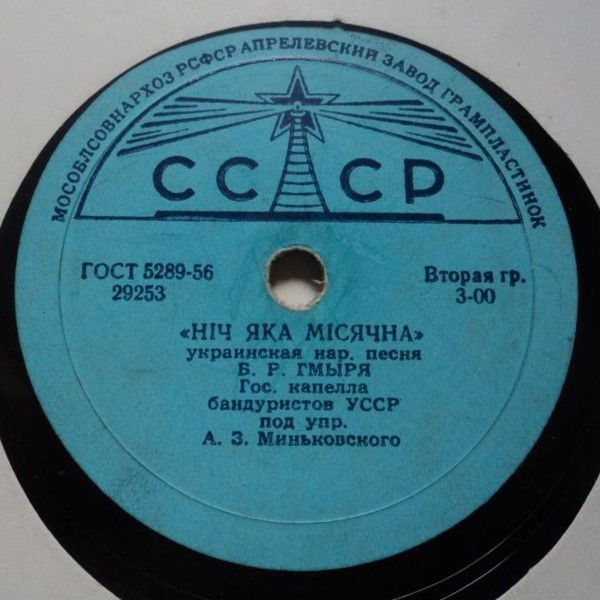 МОСОБЛСОВНАРХОЗ РСФСР АПРЕЛЕВСКИЙ ЗАВОД ГРАМПЛАСТИНОК
СССР
ГОСТ 5289-56
29253
Вторая гр.
3-00
«НІЧ ЯКА МІСЯЧНА»
украинская нар. песня
Б. Р. ГМЫРЯ
Гос. капелла
бандуристов УССР
под упр.
А. З. Миньковского